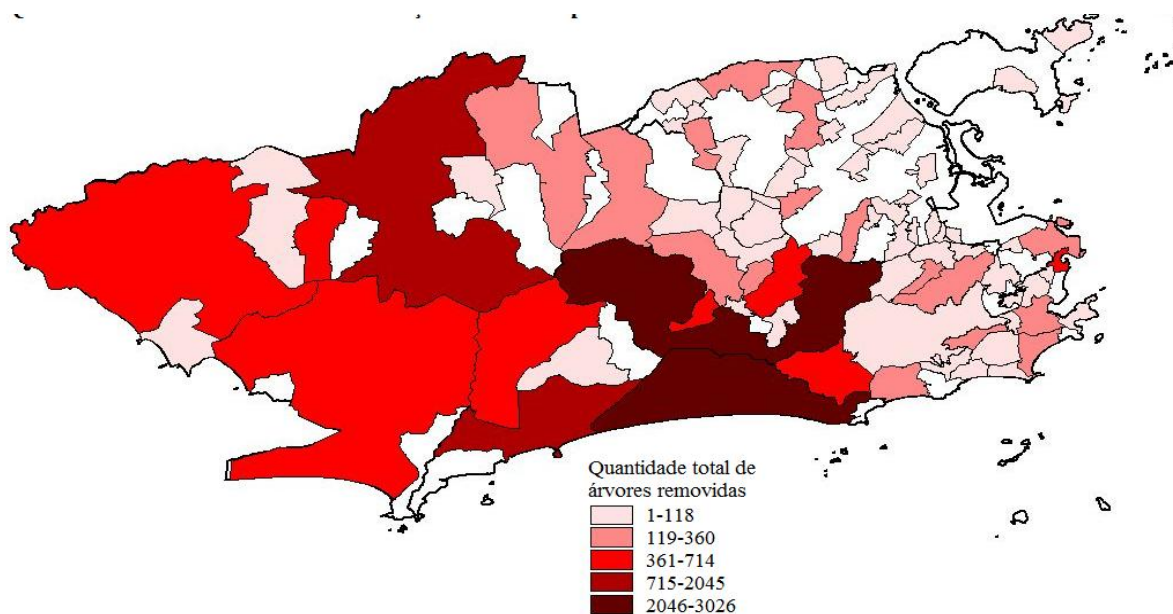 Quantidade total de
árvores removidas
1-118
119-360
361-714
715-2045
2046-3026